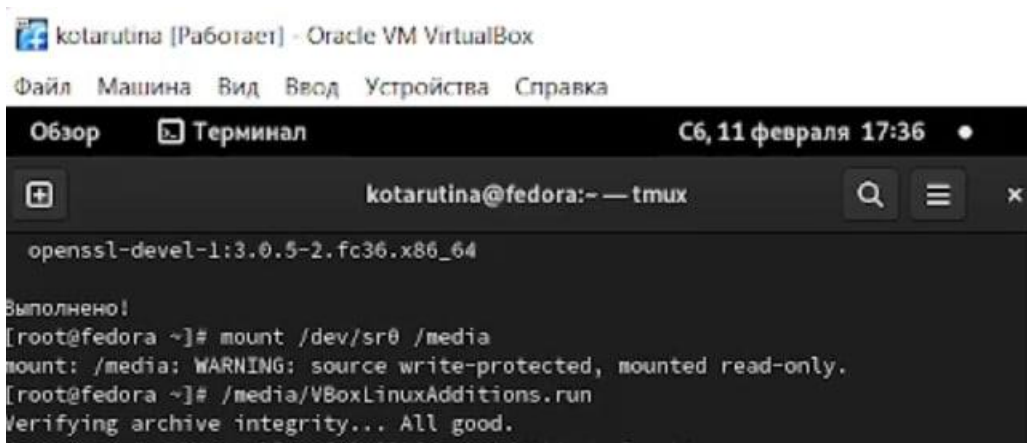 kotarutina [Работает] - Oracle VM VirtualBox
Файл Машина Вид Ввод Устройства Справка
Обзор Терминал Сб, 11 февраля 17:36
kotarutina@fedora:~ — tmux
openssl-devel-1:3.0.5-2.fc36.x86_64
Выполнено!
[root@fedora ~]# mount /dev/sr0 /media
mount: /media: WARNING: source write-protected, mounted read-only.
[root@fedora ~]# /media/VBoxLinuxAdditions.run
Verifying archive integrity... All good.